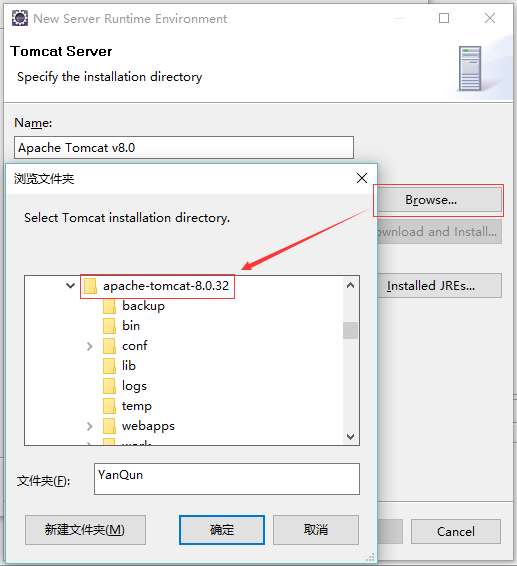 New Server Runtime Environment
Tomcat Server
Specify the installation directory
Name:
Apache Tomcat v8.0
浏览文件夹
Browse...
Select Tomcat installation directory.
ownload and Install...
apache-tomcat-8.0.32
Installed JREs...
backup
bin
conf
lib
logs
temp
webapps
work
文件夹(F):
YanQun
新建文件夹(M)
确定
取消
Cancel